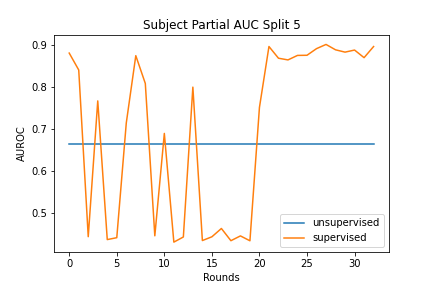 Subject Partial AUC Split 5
0.9
0.8
0.7
0.6
0.5
AUROC
0 5 10 15 20 25 30
Rounds
unsupervised
supervised